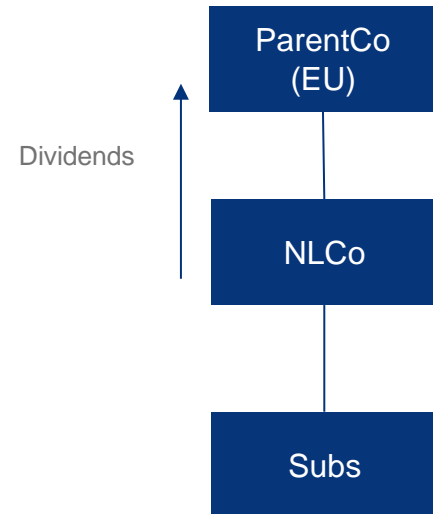 ParentCo
(EU)
Dividends
NLCo
Subs